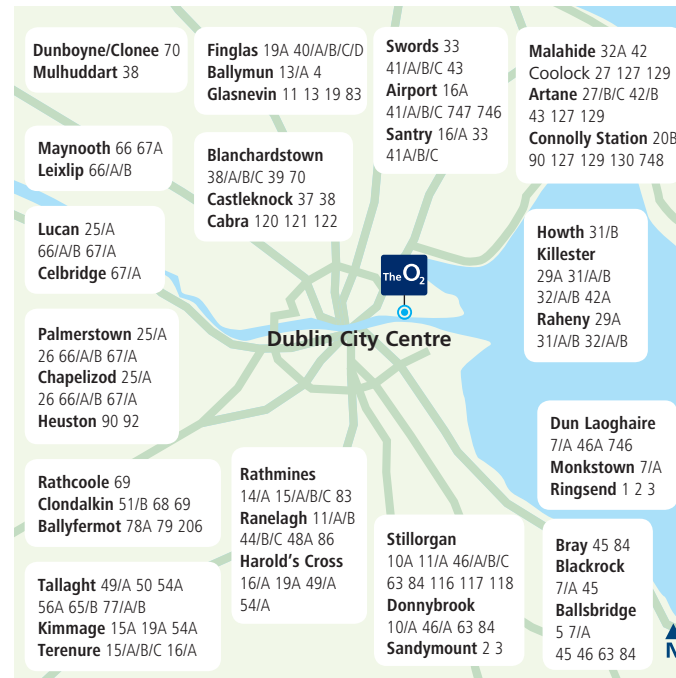 Dunboyne/Clonee 70
Mulhuddart 38
Finglas 19A 40/A/B/C/D
Ballymun 13/A 4
Glasnevin 11 13 19 83
Swords 33
41/A/B/C 43
Airport 16A
41/A/B/C 747 746
Santry 16/A 33
41A/B/C
Malahide 32A 42
Coolock 27 127 129
Artane 27/B/C 42/B
43 127 129
Connolly Station 20B
90 127 129 130 748
Maynooth 66 67A
Leixlip 66/A/B
Blanchardstown
38/A/B/C 39 70
Castleknock 37 38
Cabra 120 121 122
Lucan 25/A
66/A/B 67/A
Celbridge 67/A
Howth 31/B
Killester
29A 31/A/B
32/A/B 42A
Raheny 29A
31/A/B 32/A/B
The O2
Dublin City Centre
Palmerstown 25/A
26 66/A/B 67/A
Chapelizod 25/A
26 66/A/B 67/A
Heuston 90 92
Dun Laoghaire
7/A 46A 746
Monkstown 7/A
Ringsend 1 2 3
Rathcoole 69
Clondalkin 51/B 68 69
Ballyfermot 78A 79 206
Rathmines
14/A 15/A/B/C 83
Ranelagh 11/A/B
44/B/C 48A 86
Harold's Cross
16/A 19A 49/A
54/A
Stillorgan
10A 11/A 46/A/B/C
63 84 116 117 118
Donnybrook
10/A 46/A 63 84
Sandymount 2 3
Bray 45 84
Blackrock
7/A 45
Ballsbridge
5 7/A
45 46 63 84
Tallaght 49/A 50 54A
56A 65/B 77/A/B
Kimmage 15A 19A 54A
Terenure 15/A/B/C 16/A
N